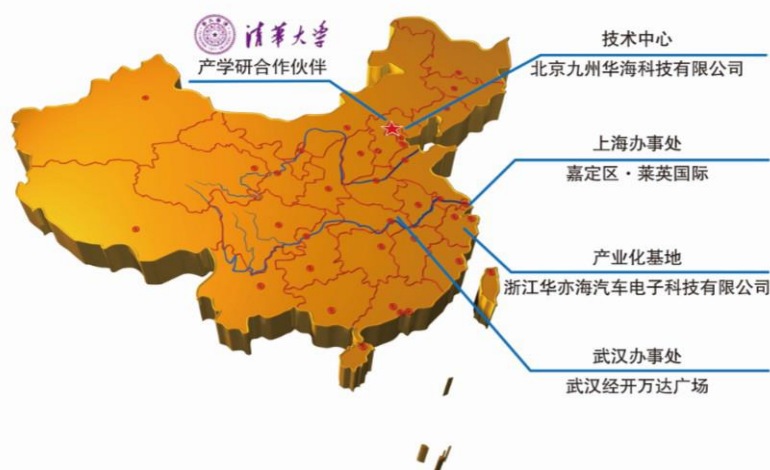 清华大学
产学研合作伙伴
技术中心
北京九州华海科技有限公司
上海办事处
嘉定区·莱英国际
产业化基地
浙江华亦海汽车电子科技有限公司
武汉办事处
武汉经开万达广场